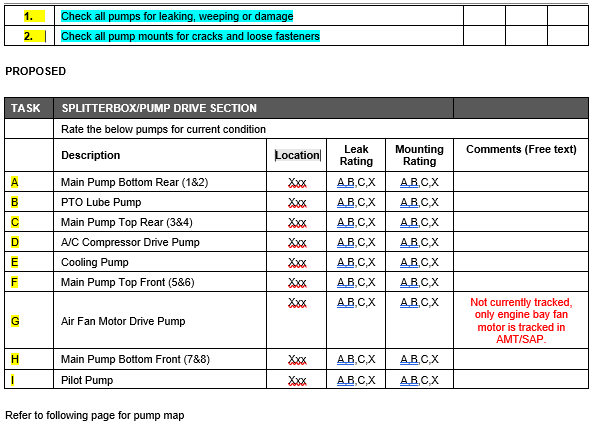 1. Check all pumps for leaking, weeping or damage
2. Check all pump mounts for cracks and loose fasteners
PROPOSED
TASK SPLITTERBOX/PUMP DRIVE SECTION
Rate the below pumps for current condition
Description Location Leak Rating Mounting Rating Comments (Free text)
A Main Pump Bottom Rear (1&2) Xxx A,B,C,X A,B,C,X
B PTO Lube Pump Xxx A,B,C,X A,B,C,X
C Main Pump Top Rear (3&4) Xxx A,B,C,X A,B,C,X
D A/C Compressor Drive Pump Xxx A,B,C,X A,B,C,X
E Cooling Pump Xxx A,B,C,X A,B,C,X
F Main Pump Top Front (5&6) Xxx A,B,C,X A,B,C,X
G Air Fan Motor Drive Pump Xxx A,B,C,X A,B,C,X Not currently tracked,
only engine bay fan
motor is tracked in
AMT/SAP.
H Main Pump Bottom Front (7&8) Xxx A,B,C,X A,B,C,X
I Pilot Pump Xxx A,B,C,X A,B,C,X
Refer to following page for pump map